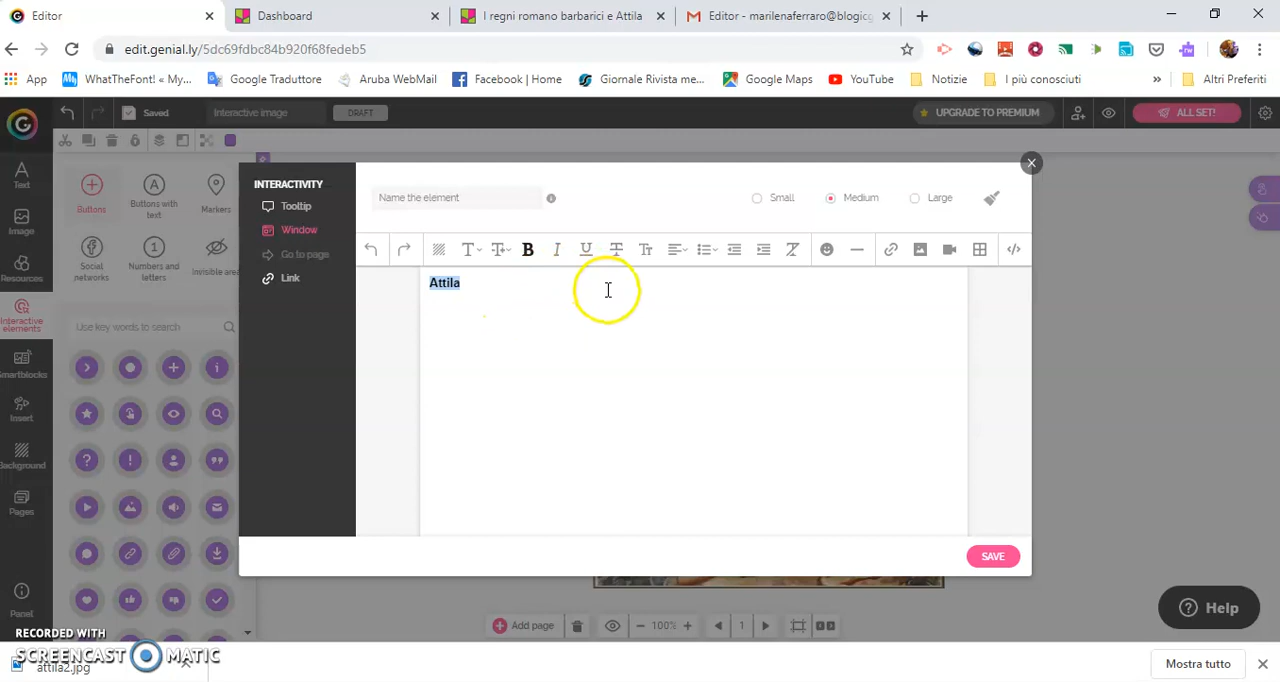 Editor
Dashboard
I regni romano barbarici e Attila
Editor - marilenaferraro@blogicg
edit.genial.ly/5dc69fdbc84b920f68fedeb5
App
WhatTheFont! « My...
Google Traduttore
Aruba WebMail
Facebook | Home
Giornale Rivista me...
Google Maps
YouTube
Notizie
I più conosciuti
»
Altri Preferiti
Saved
Interactive image
DRAFT
UPGRADE TO PREMIUM
ALL SET!
Text
Image
Resources
Interactive elements
Smartblocks
Insert
Background
Pages
Panel
Buttons
Buttons with text
Markers
Social networks
Numbers and letters
Invisible area
Use key words to search
INTERACTIVITY
Tooltip
Window
Go to page
Link
Name the element
Small
Medium
Large
Attila
SAVE
Add page
100%
1
Help
RECORDED WITH
SCREENCAST MATIC
attila2.jpg
Mostra tutto